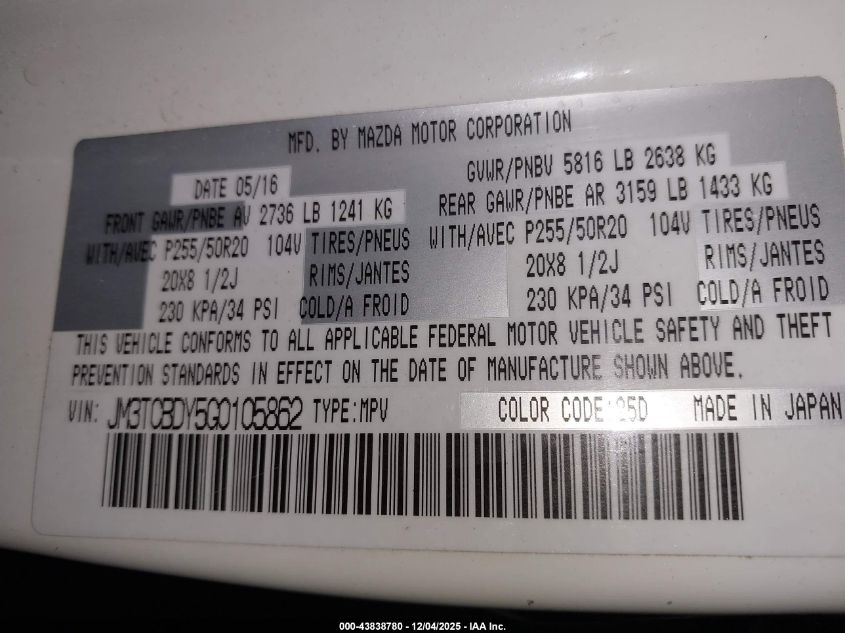 MFD. BY MAZDA MOTOR CORPORATION
DATE 05/16 GVWR/PNBV 5816 LB 2638 KG
FRONT GAWR/PNBE AV 2736 LB 1241 KG REAR GAWR/PNBE AR 3159 LB 1433 KG
WITH/AVEC P255/50R20 104V TIRES/PNEUS WITH/AVEC P255/50R20 104V TIRES/PNEUS
20X8 1/2J RIMS/JANTES 20X8 1/2J RIMS/JANTES
230 KPA/34 PSI COLD/A FROID 230 KPA/34 PSI COLD/A FROID
THIS VEHICLE CONFORMS TO ALL APPLICABLE FEDERAL MOTOR VEHICLE SAFETY AND THEFT
PREVENTION STANDARDS IN EFFECT ON THE DATE OF MANUFACTURE SHOWN ABOVE.
VIN: JM3TCBDY5G0105862 TYPE:MPV COLOR CODE:25D MADE IN JAPAN
000-43838780 - 12/04/2025 - IAA Inc.